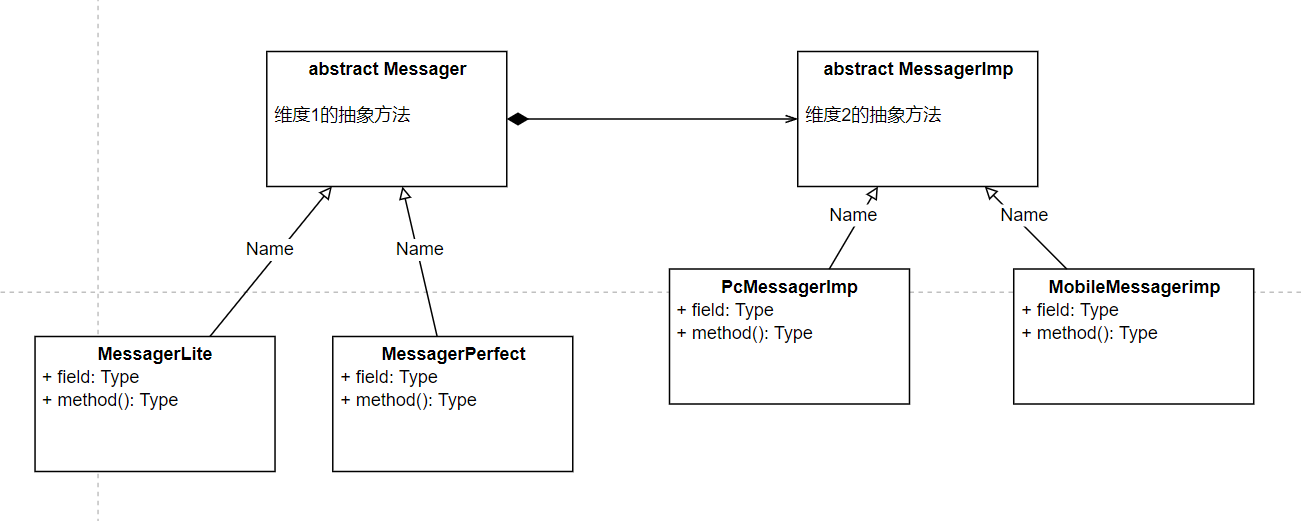 abstract Messager
维度1的抽象方法
abstract MessagerImp
维度2的抽象方法
Name
Name
Name
Name
MessagerLite
+ field: Type
+ method(): Type
MessagerPerfect
+ field: Type
+ method(): Type
PcMessagerImp
+ field: Type
+ method(): Type
MobileMessagerimp
+ field: Type
+ method(): Type